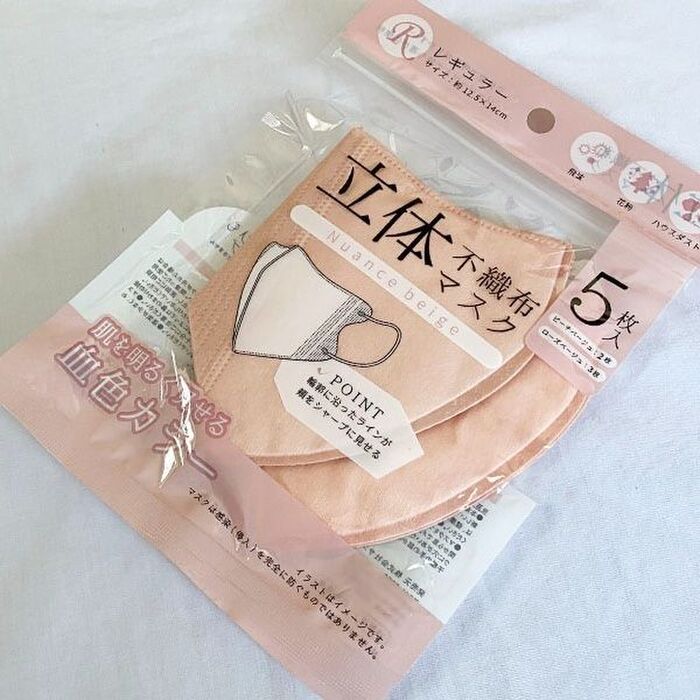 R
レギュラー
サイズ：約12.5×14cm
飛沫
花粉
ハウスダスト
立体
不織布
マスク
Nuance beige
5枚入
ピーチベージュ：2枚
ローズベージュ：3枚
POINT
輪郭に沿ったラインが
頬をシャープに見せる
肌を明るく見せる
血色カラー
マスクは感染(侵入)を完全に防ぐものではありません。
イラストはイメージです。